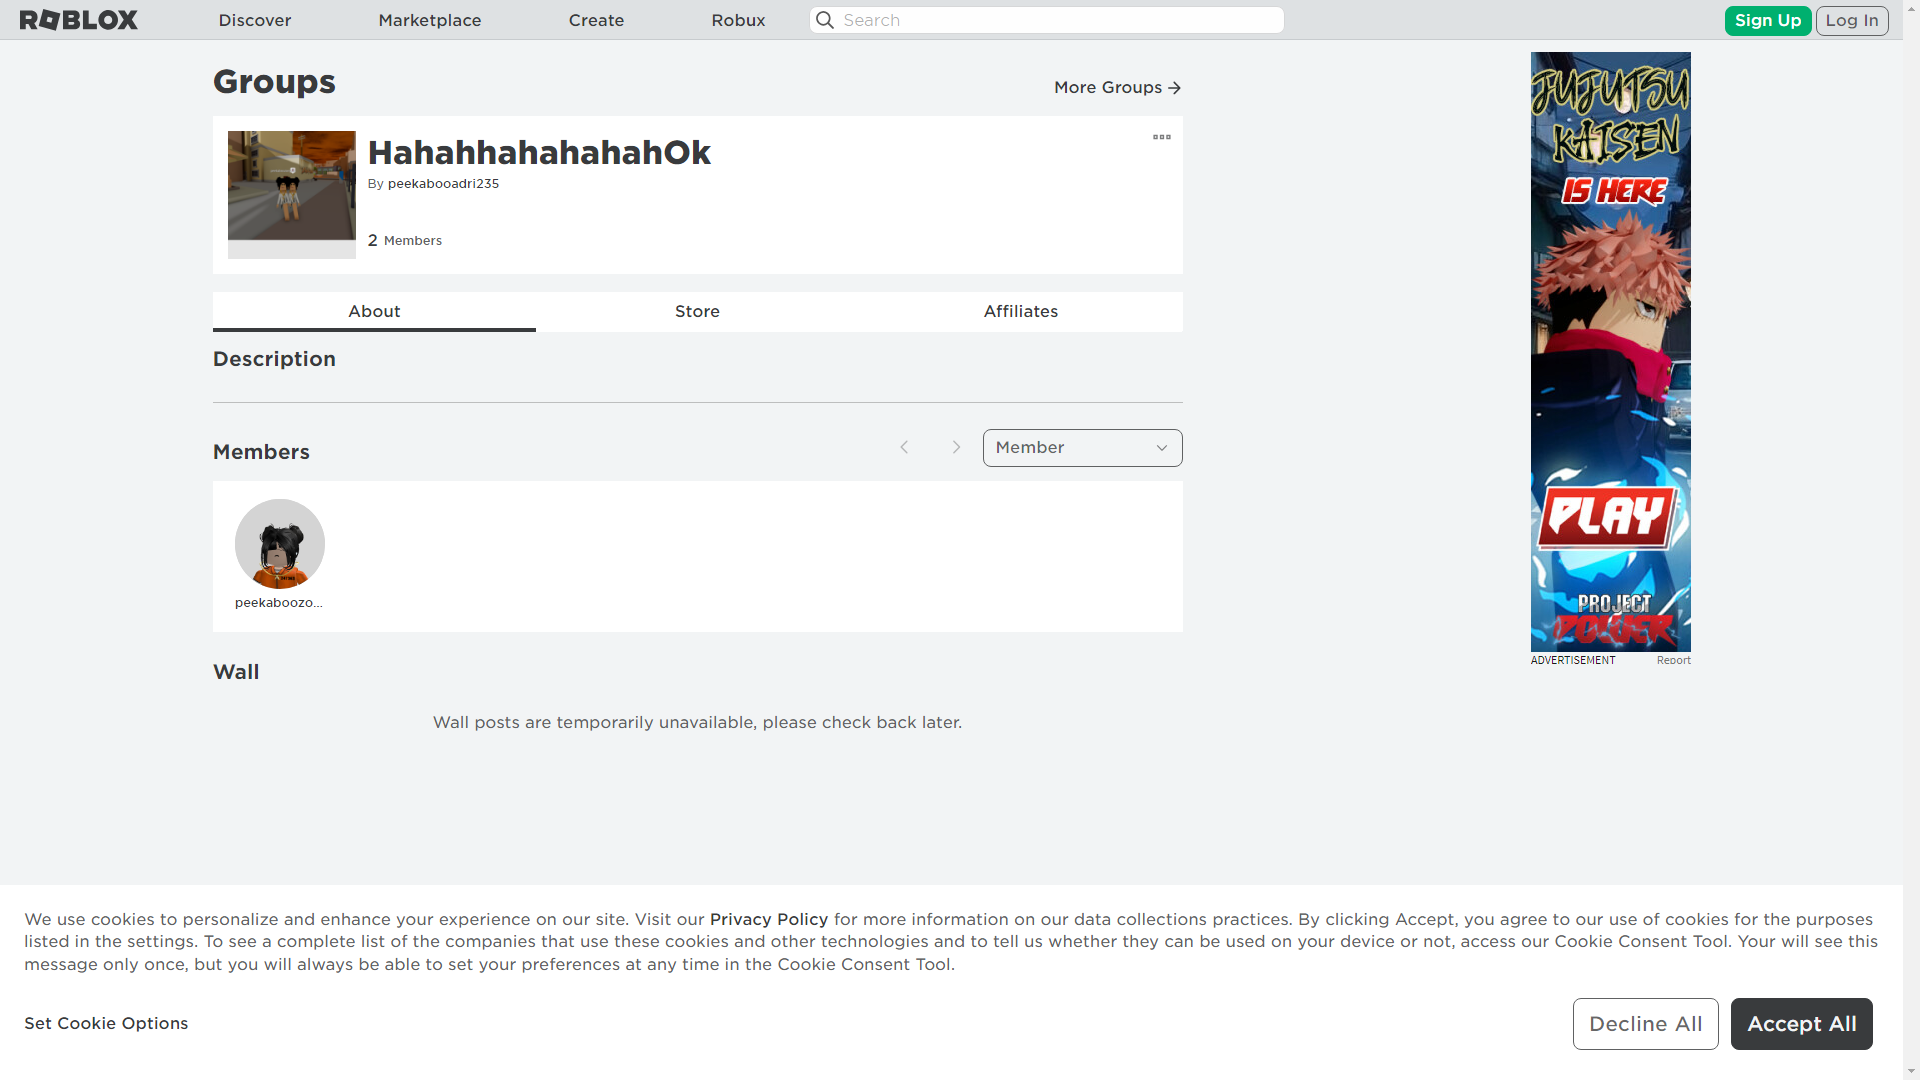 ROBLOX
Discover
Marketplace
Create
Robux
Search
Sign Up
Log In
Groups
More Groups
HahahhahahahahOk
By peekabooadri235
2 Members
About
Store
Affiliates
Description
Members
Member
peekaboozo...
Wall
Wall posts are temporarily unavailable, please check back later.
JUJUTSU
KAISEN
IS HERE
PLAY
PROJECT
POWER
ADVERTISEMENT
Report
We use cookies to personalize and enhance your experience on our site. Visit our Privacy Policy for more information on our data collections practices. By clicking Accept, you agree to our use of cookies for the purposes
listed in the settings. To see a complete list of the companies that use these cookies and other technologies and to tell us whether they can be used on your device or not, access our Cookie Consent Tool. Your will see this
message only once, but you will always be able to set your preferences at any time in the Cookie Consent Tool.
Set Cookie Options
Decline All
Accept All